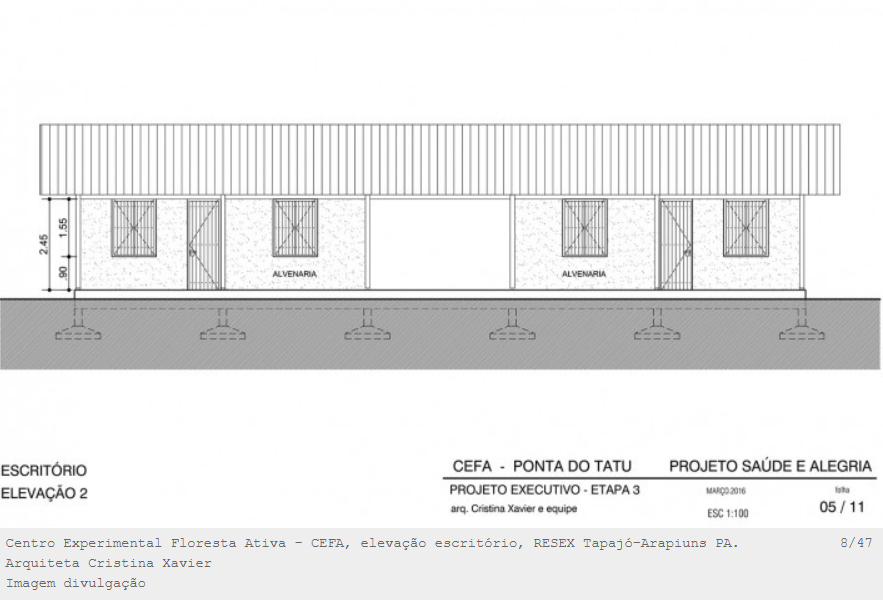 2.45
1.55
.90
ALVENARIA
ALVENARIA
ESCRITÓRIO
ELEVAÇÃO 2
CEFA - PONTA DO TATU
PROJETO SAÚDE E ALEGRIA
PROJETO EXECUTIVO - ETAPA 3
MARÇO.2016
folha
arq. Cristina Xavier e equipe
ESC 1:100
05 / 11
Centro Experimental Floresta Ativa – CEFA, elevação escritório, RESEX Tapajó-Arapiuns PA.
8/47
Arquiteta Cristina Xavier
Imagem divulgação